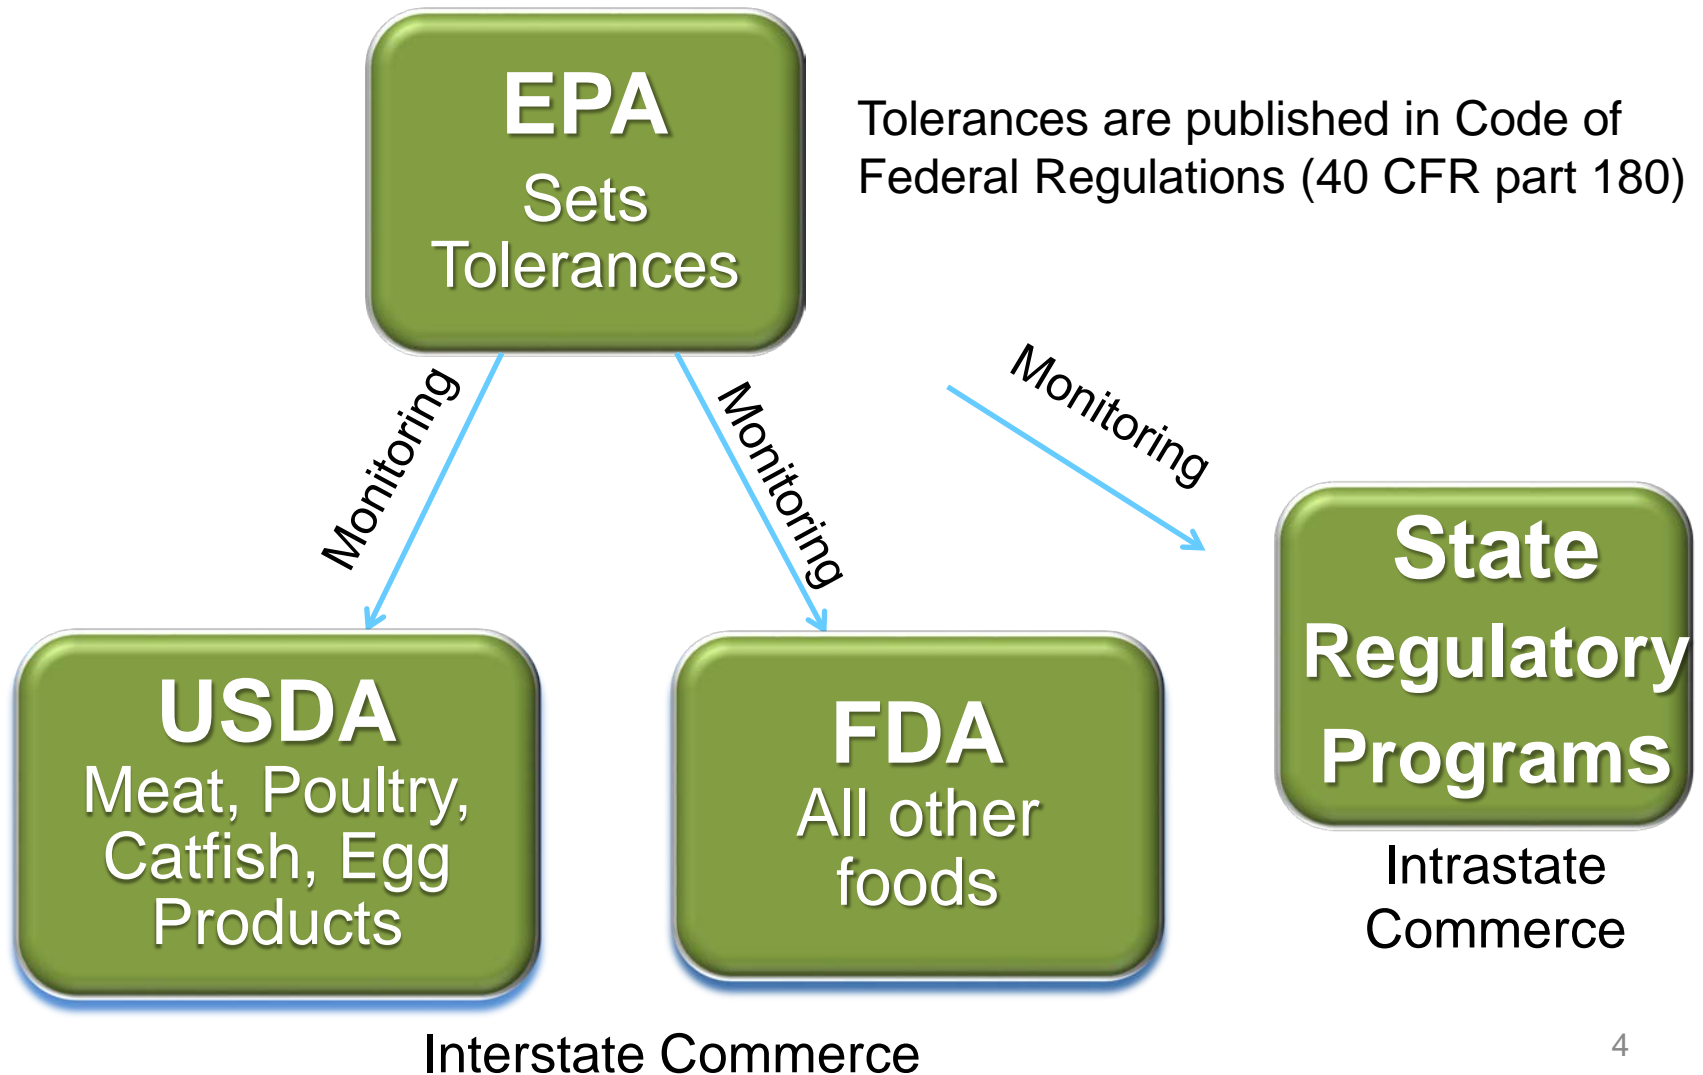 EPA
Sets
Tolerances
Tolerances are published in Code of
Federal Regulations (40 CFR part 180)
Monitoring
Monitoring
Monitoring
USDA
Meat, Poultry,
Catfish, Egg
Products
FDA
All other
foods
State
Regulatory
Programs
Intrastate
Commerce
Interstate Commerce
4